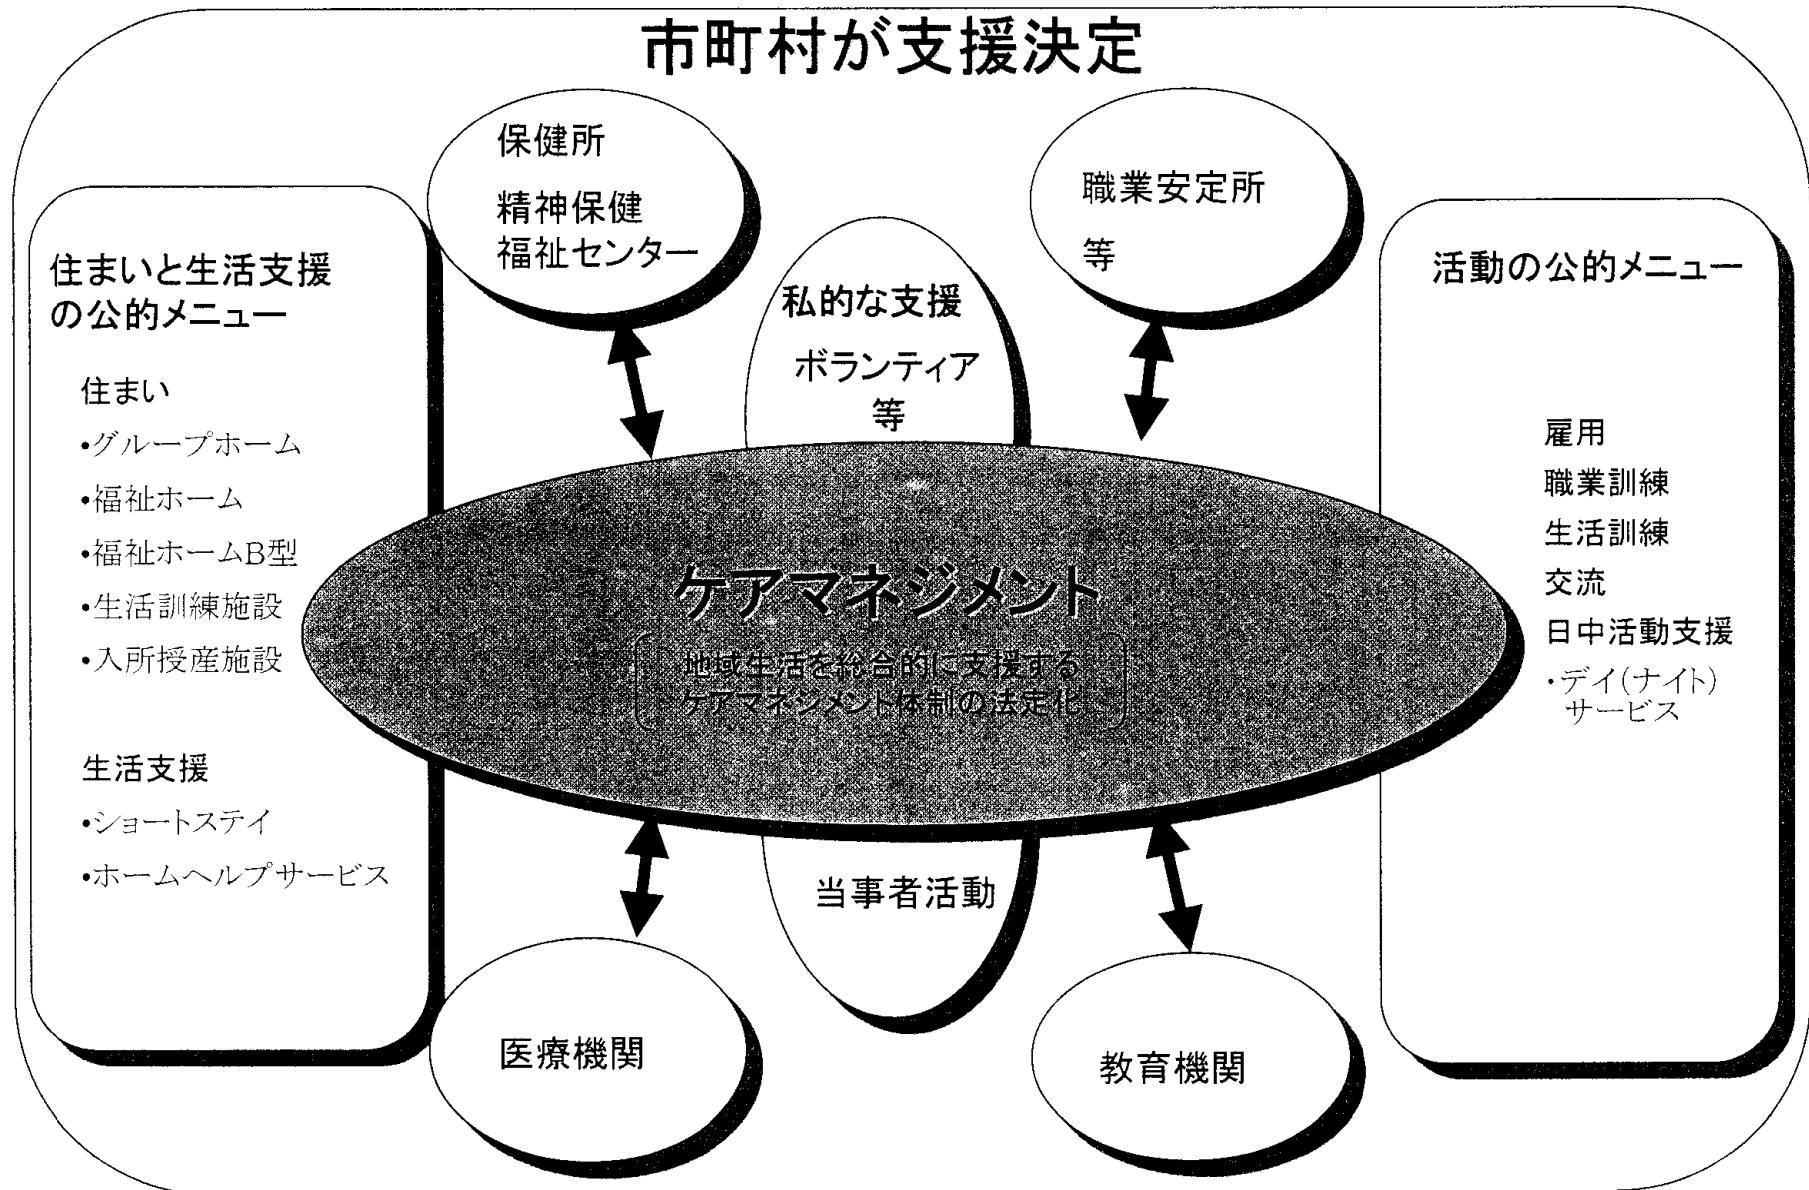 市町村が支援決定
保健所
精神保健
福祉センター
職業安定所
等
住まいと生活支援
の公的メニュー
住まい
•グループホーム
•福祉ホーム
•福祉ホームB型
•生活訓練施設
•入所授産施設
生活支援
•ショートステイ
•ホームヘルプサービス
私的な支援
ボランティア
等
ケアマネジメント
地域生活を総合的に支援する
ケアマネジメント体制の法定化
当事者活動
活動の公的メニュー
雇用
職業訓練
生活訓練
交流
日中活動支援
・デイ(ナイト)
サービス
医療機関
教育機関